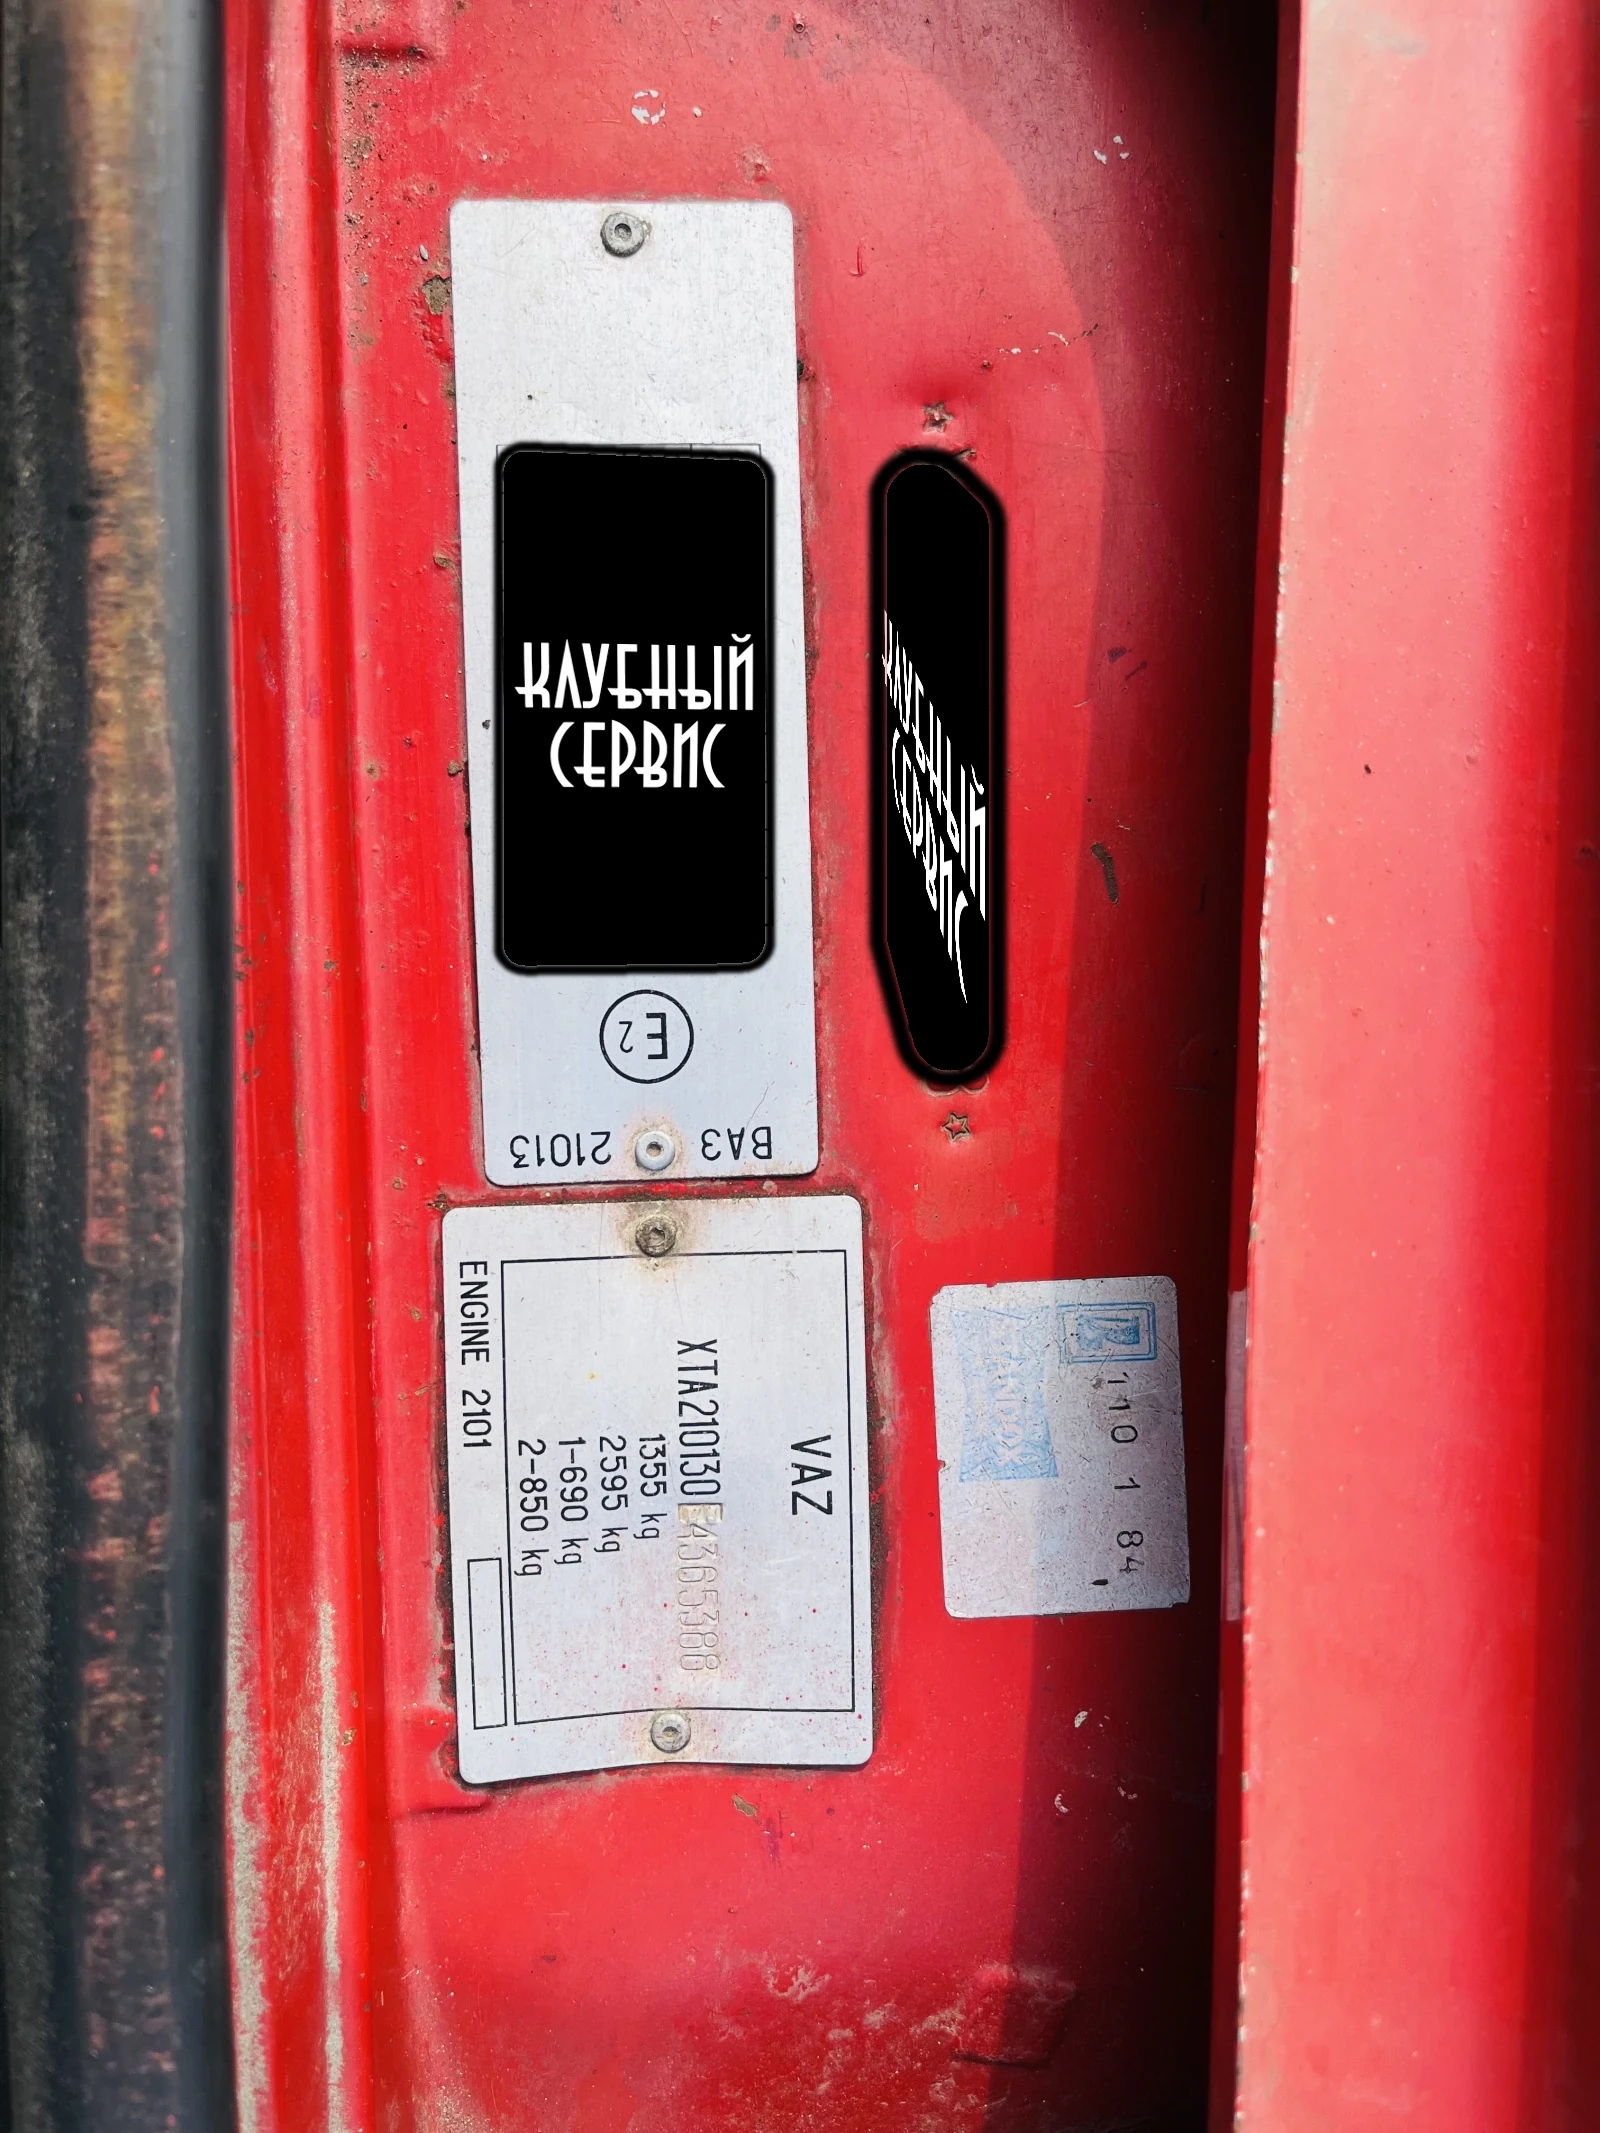 КЛУБНЫЙ
СЕРВИС
КЛУБНЫЙ
СЕРВИС
E2
ВАЗ 21013
VAZ
XTA210130E4365388
1355 kg
2595 kg
1-690 kg
2-850 kg
ENGINE 2101
110 1 84